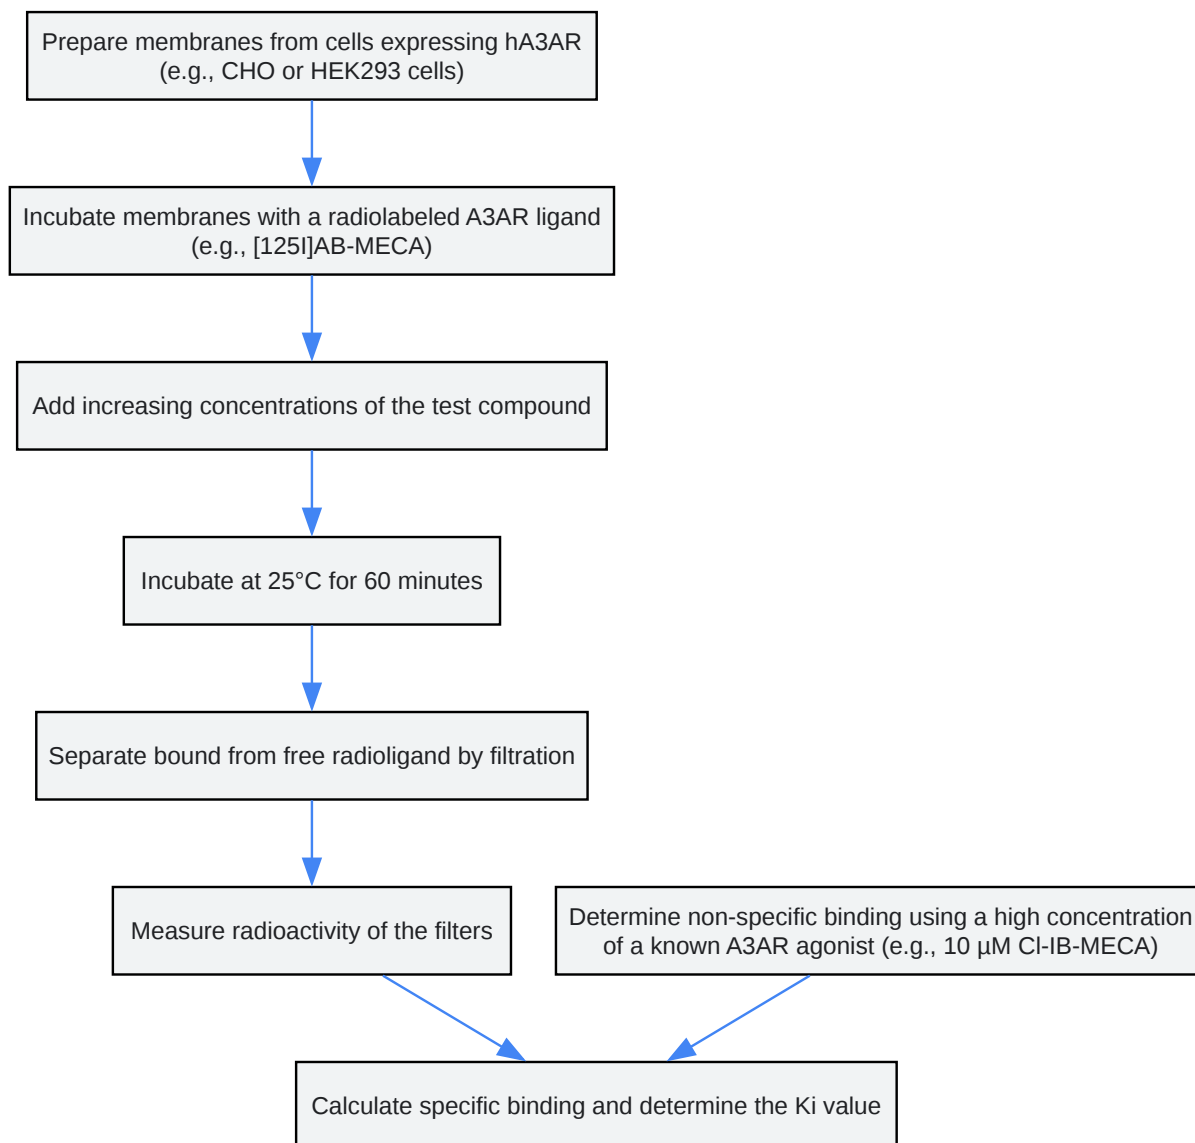 Prepare membranes from cells expressing hA3AR
(e.g., CHO or HEK293 cells)
Incubate membranes with a radiolabeled A3AR ligand
(e.g., [125I]AB-MECA)
Add increasing concentrations of the test compound
Incubate at 25°C for 60 minutes
Separate bound from free radioligand by filtration
Measure radioactivity of the filters
Determine non-specific binding using a high concentration
of a known A3AR agonist (e.g., 10 µM Cl-IB-MECA)
Calculate specific binding and determine the Ki value